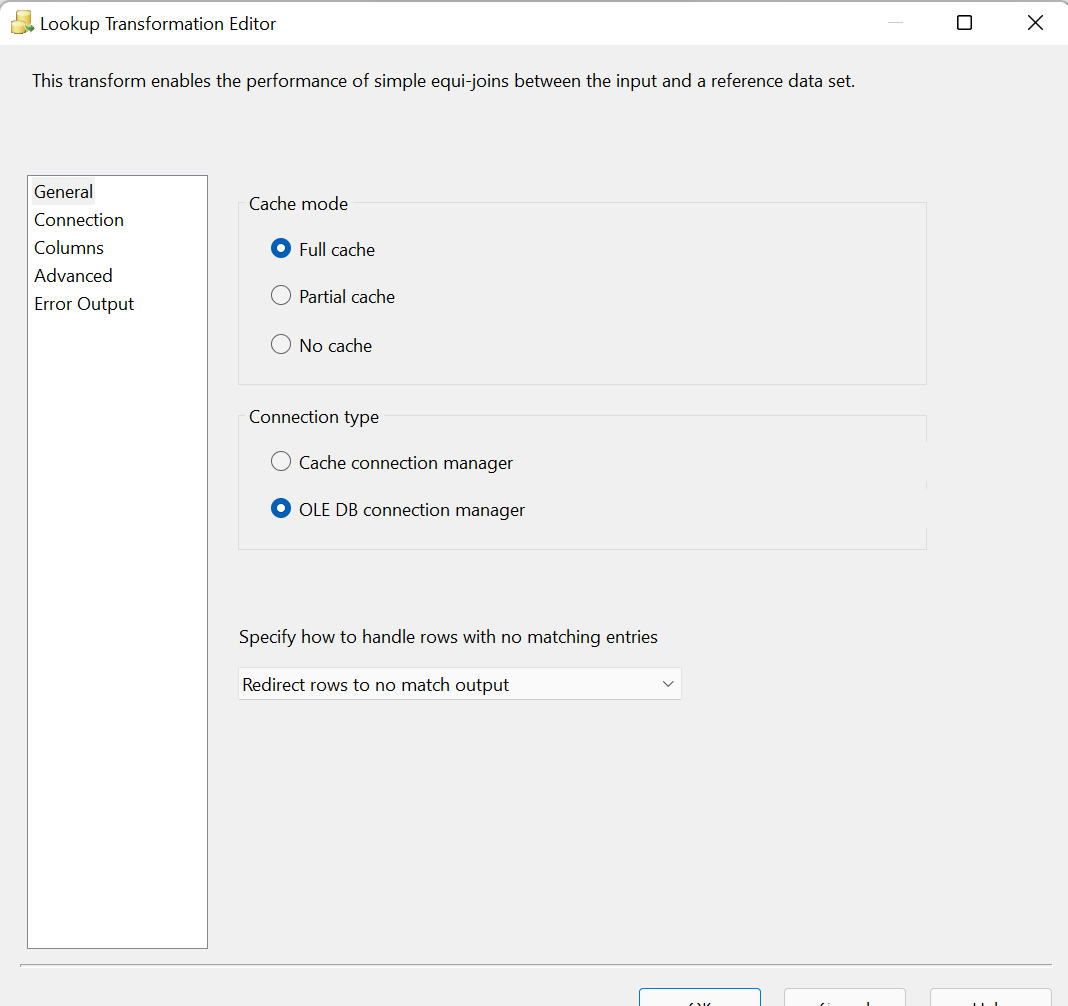 Lookup Transformation Editor
This transform enables the performance of simple equi-joins between the input and a reference data set.
General
Connection
Columns
Advanced
Error Output
Cache mode
Full cache
Partial cache
No cache
Connection type
Cache connection manager
OLE DB connection manager
Specify how to handle rows with no matching entries
Redirect rows to no match output